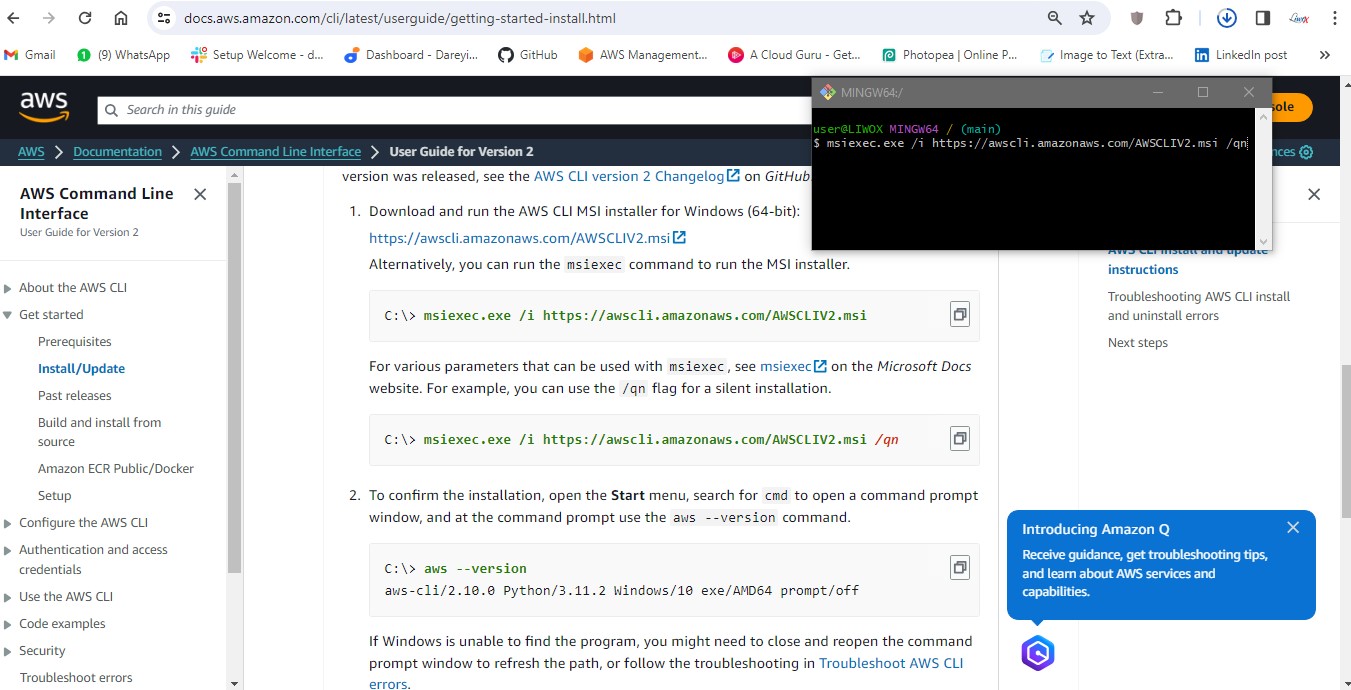 docs.aws.amazon.com/cli/latest/userguide/getting-started-install.html
Gmail
(9) WhatsApp
Setup Welcome - d...
Dashboard - Dareyi...
GitHub
AWS Management...
A Cloud Guru - Get...
Photopea | Online P...
Image to Text (Extra...
LinkedIn post
»
aws
Search in this guide
AWS > Documentation > AWS Command Line Interface > User Guide for Version 2
MINGW64:/
user@LIWOX MINGW64 / (main)
$ msiexec.exe /i https://awscli.amazonaws.com/AWSCLIV2.msi /qn
AWS Command Line
Interface
User Guide for Version 2
About the AWS CLI
Get started
Prerequisites
Install/Update
Past releases
Build and install from
source
Amazon ECR Public/Docker
Setup
Configure the AWS CLI
Authentication and access
credentials
Use the AWS CLI
Code examples
Security
Troubleshoot errors
version was released, see the AWS CLI version 2 Changelog on GitHub
1. Download and run the AWS CLI MSI installer for Windows (64-bit):
https://awscli.amazonaws.com/AWSCLIV2.msi
Alternatively, you can run the msiexec command to run the MSI installer.
C:\> msiexec.exe /i https://awscli.amazonaws.com/AWSCLIV2.msi
For various parameters that can be used with msiexec, see msiexec on the Microsoft Docs
website. For example, you can use the /qn flag for a silent installation.
C:\> msiexec.exe /i https://awscli.amazonaws.com/AWSCLIV2.msi /qn
2. To confirm the installation, open the Start menu, search for cmd to open a command prompt
window, and at the command prompt use the aws --version command.
C:\> aws --version
aws-cli/2.10.0 Python/3.11.2 Windows/10 exe/AMD64 prompt/off
If Windows is unable to find the program, you might need to close and reopen the command
prompt window to refresh the path, or follow the troubleshooting in Troubleshoot AWS CLI
errors.
AWS CLI install and update
instructions
Troubleshooting AWS CLI install
and uninstall errors
Next steps
Introducing Amazon Q
Receive guidance, get troubleshooting tips,
and learn about AWS services and
capabilities.